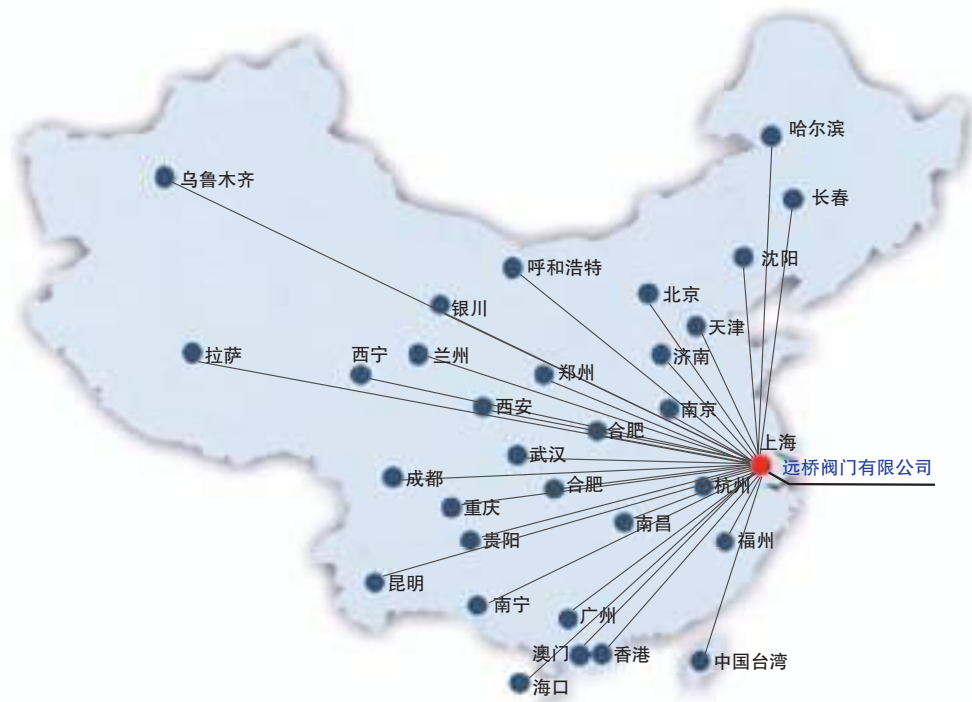 哈尔滨
乌鲁木齐
长春
沈阳
呼和浩特
北京
银川
天津
拉萨
西宁
兰州
济南
郑州
西安
南京
合肥
上海
武汉
远桥阀门有限公司
成都
合肥
杭州
重庆
南昌
贵阳
福州
昆明
南宁
广州
澳门
香港
中国台湾
海口